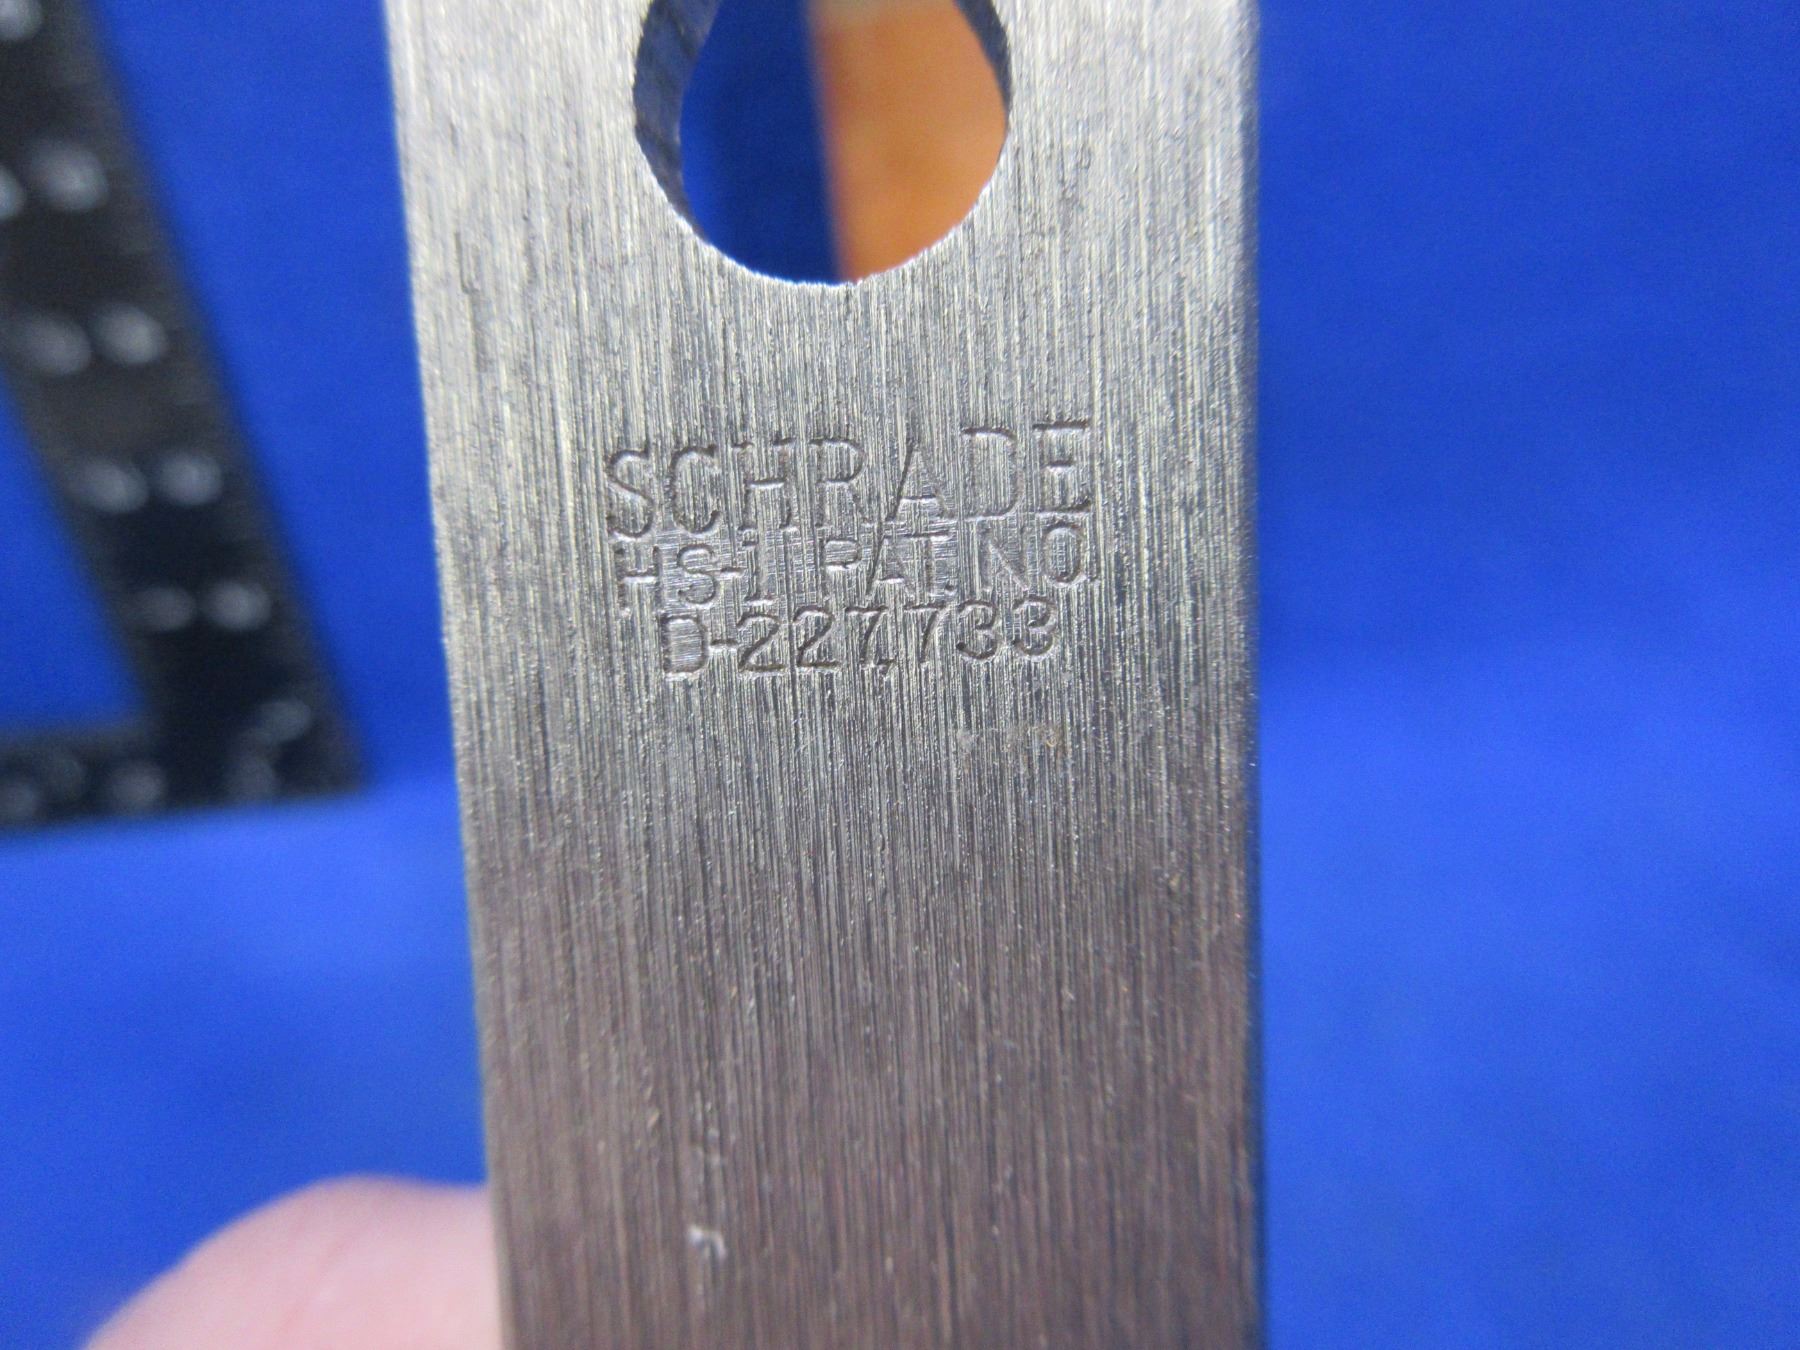 SCHRADE
HS-1 PAT. NO.
D-227,733